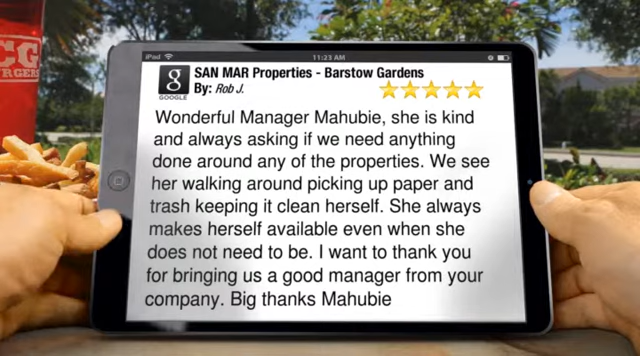 iPod
11:23 AM
g
GOOGLE
SAN MAR Properties - Barstow Gardens
By: Rob J.
Wonderful Manager Mahubie, she is kind
and always asking if we need anything
done around any of the properties. We see
her walking around picking up paper and
trash keeping it clean herself. She always
makes herself available even when she
does not need to be. I want to thank you
for bringing us a good manager from your
company. Big thanks Mahubie
CG
RGERS